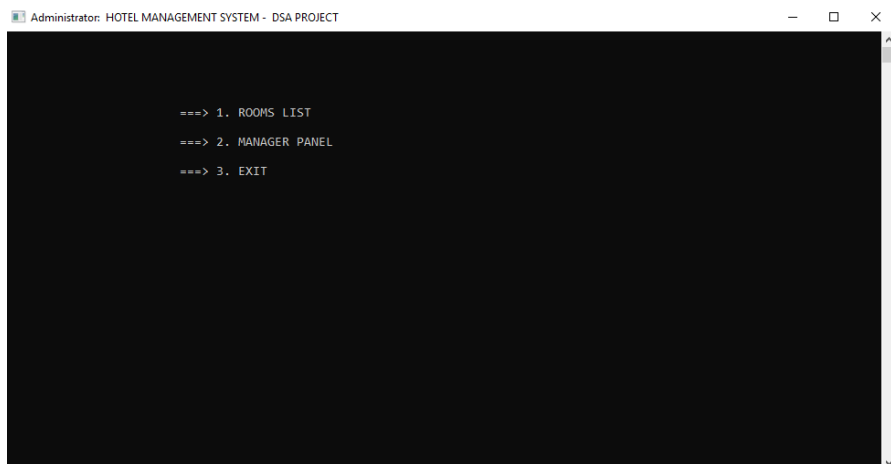 Administrator: HOTEL MANAGEMENT SYSTEM - DSA PROJECT
===> 1. ROOMS LIST
===> 2. MANAGER PANEL
===> 3. EXIT